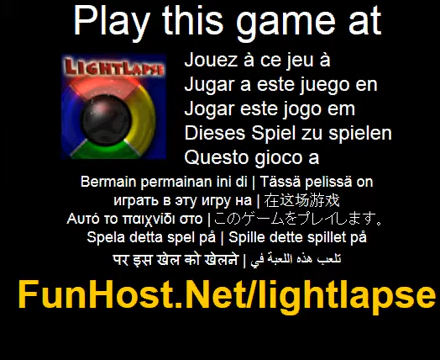 Play this game at
LIGHTLAPSE
Jouez à ce jeu à
Jugar a este juego en
Jogar este jogo em
Dieses Spiel zu spielen
Questo gioco a
Bermain permainan ini di | Tässä pelissä on
играть в эту игру на | 在这场游戏
Αυτό το παιχνίδι στο | このゲームをプレイします。
Spela detta spel på | Spille dette spillet på
पर इस खेल को खेलने | تلعب هذه اللعبة في
FunHost.Net/lightlapse